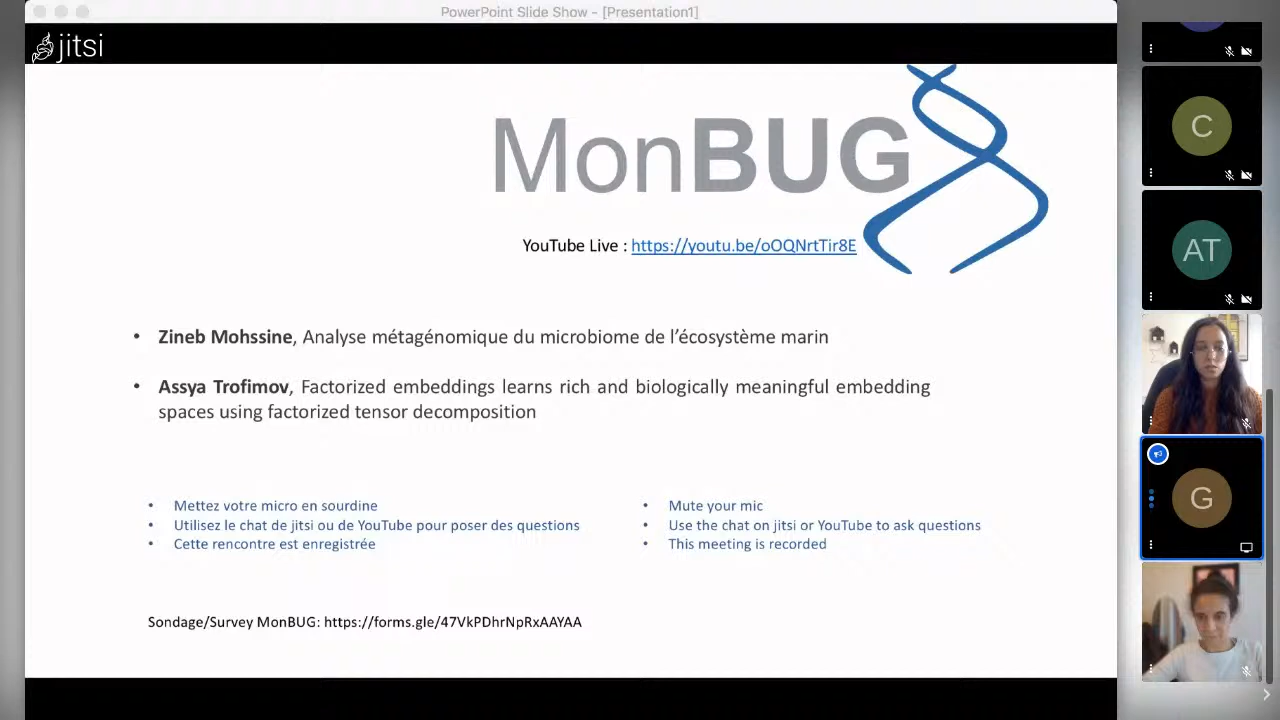 PowerPoint Slide Show - [Presentation1]
jitsi
MonBUG
YouTube Live : https://youtu.be/oOQNrtTir8E
• Zineb Mohssine, Analyse métagénomique du microbiome de l’écosystème marin
• Assya Trofimov, Factorized embeddings learns rich and biologically meaningful embedding
spaces using factorized tensor decomposition
• Mettez votre micro en sourdine
• Utilisez le chat de jitsi ou de YouTube pour poser des questions
• Cette rencontre est enregistrée
• Mute your mic
• Use the chat on jitsi or YouTube to ask questions
• This meeting is recorded
Sondage/Survey MonBUG: https://forms.gle/47VkPDhrNpRxAAYAA
C
AT
G